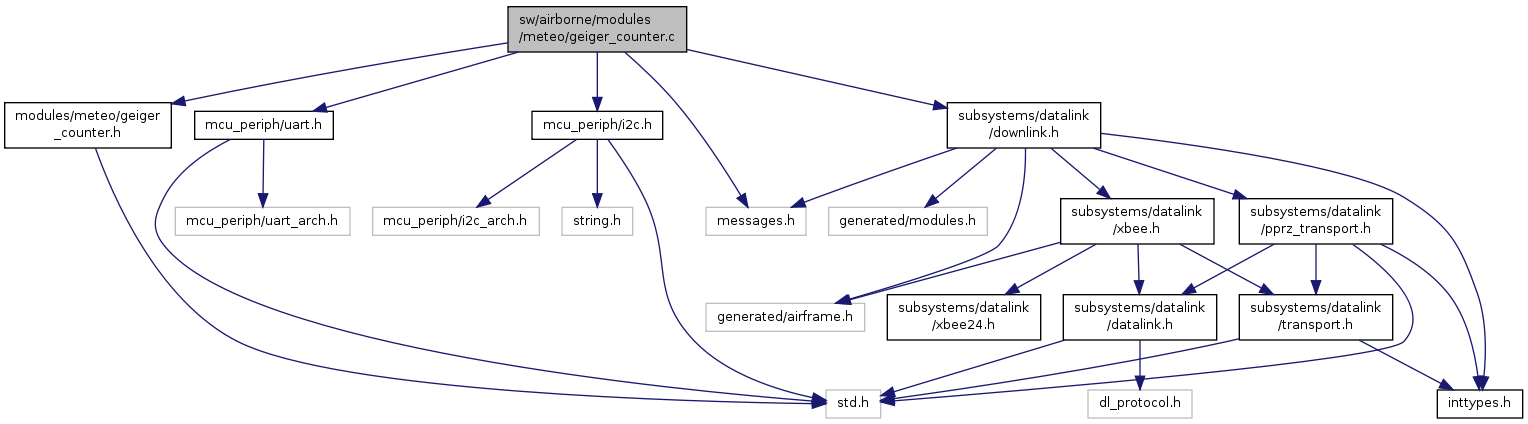 sw/airborne/modules
/meteo/geiger_counter.c
modules/meteo/geiger
_counter.h
mcu_periph/uart.h
mcu_periph/i2c.h
subsystems/datalink
/downlink.h
mcu_periph/uart_arch.h
mcu_periph/i2c_arch.h
string.h
messages.h
generated/modules.h
subsystems/datalink
/xbee.h
subsystems/datalink
/pprz_transport.h
generated/airframe.h
subsystems/datalink
/xbee24.h
subsystems/datalink
/datalink.h
subsystems/datalink
/transport.h
std.h
dl_protocol.h
inttypes.h